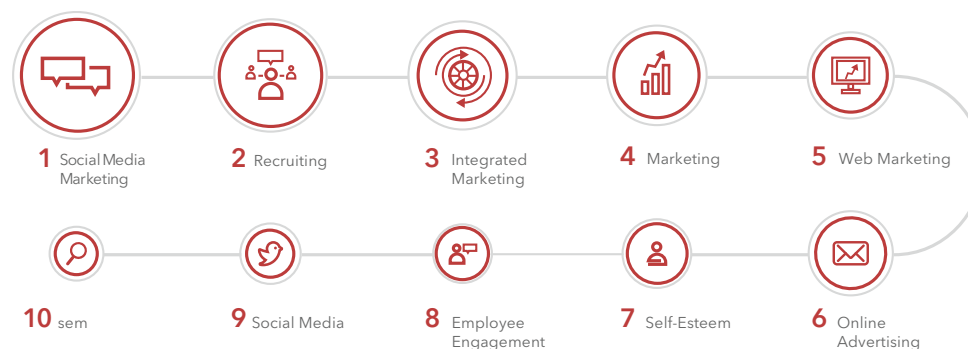 1 Social Media
Marketing
2 Recruiting
3 Integrated
Marketing
4 Marketing
5 Web Marketing
6 Online
Advertising
7 Self-Esteem
8 Employee
Engagement
9 Social Media
10 sem